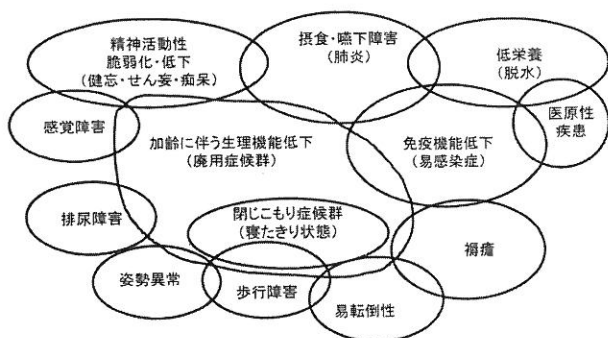 精神活動性
脆弱化・低下
(健忘・せん妄・痴呆)
摂食・嚥下障害
(肺炎)
低栄養
(脱水)
医原性
疾患
感覚障害
加齢に伴う生理機能低下
(廃用症候群)
免疫機能低下
(易感染症)
排尿障害
閉じこもり症候群
(寝たきり状態)
褥瘡
姿勢異常
歩行障害
易転倒性